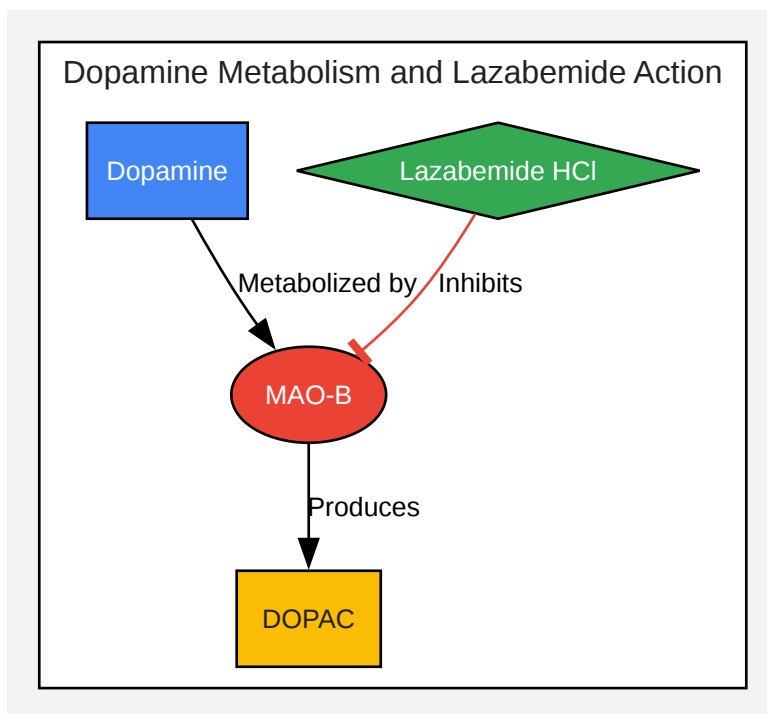 Dopamine Metabolism and Lazabemide Action
Dopamine
Lazabemide HCl
Metabolized by
Inhibits
MAO-B
Produces
DOPAC